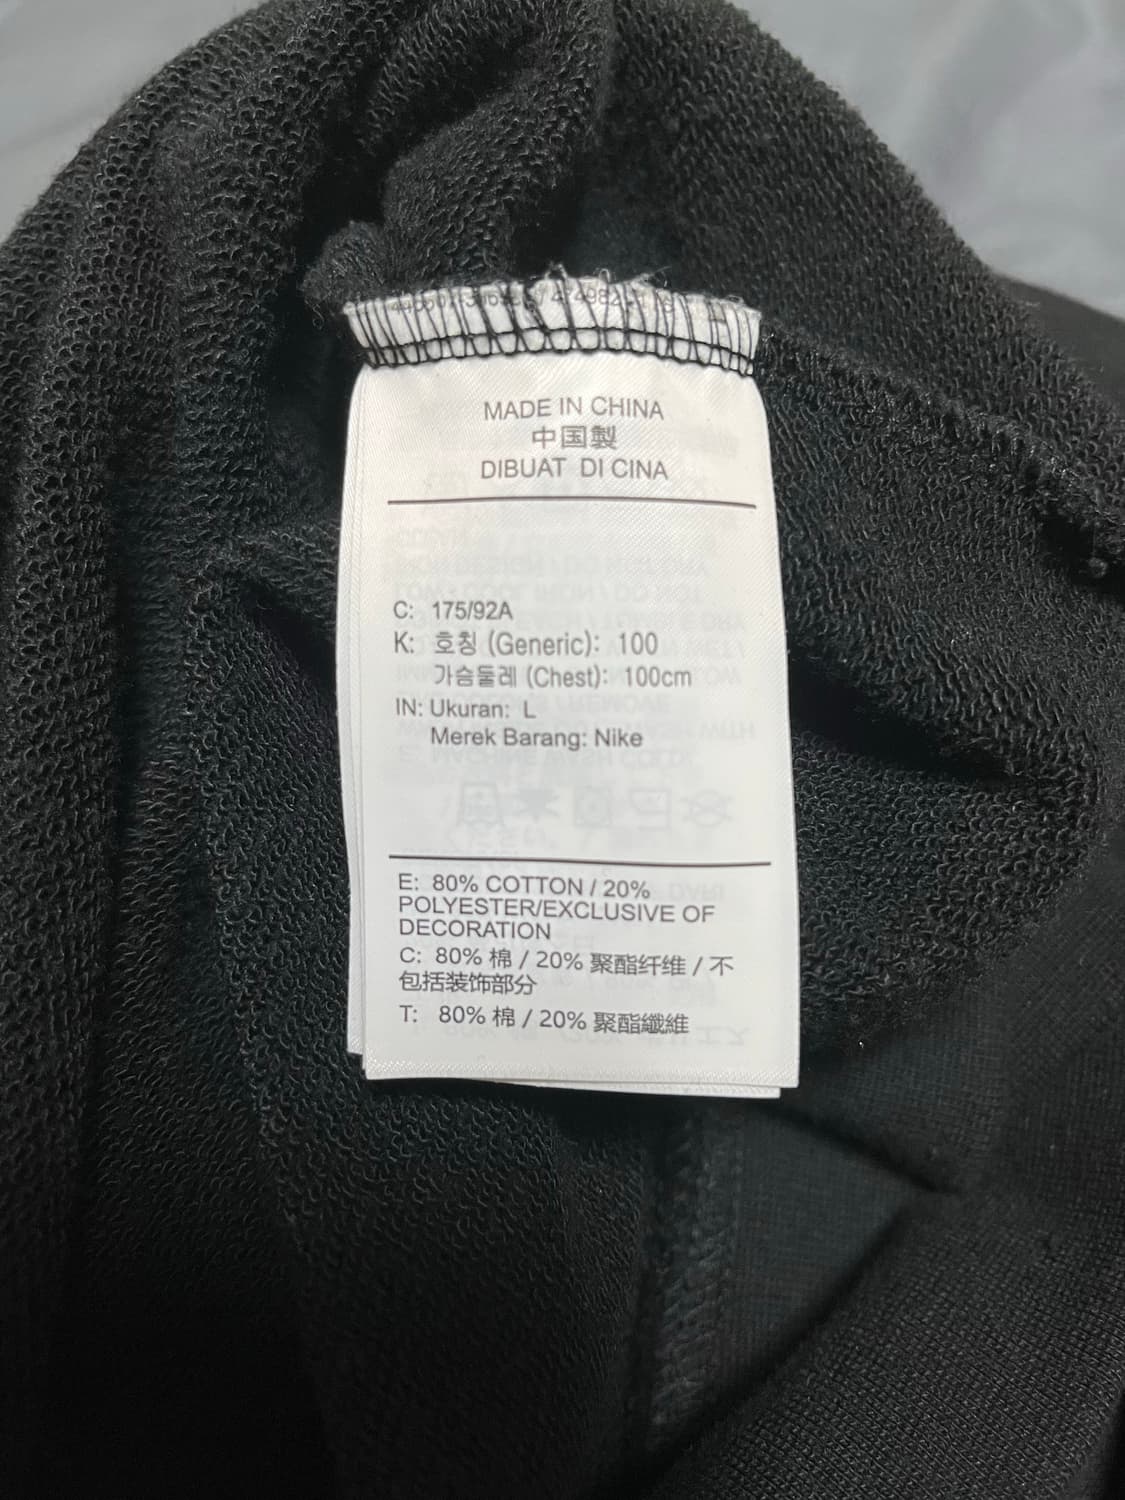 MADE IN CHINA
中国製
DIBUAT DI CINA
C: 175/92A
K: 호칭 (Generic): 100
가슴둘레 (Chest): 100cm
IN: Ukuran: L
Merek Barang: Nike
E: 80% COTTON / 20%
POLYESTER/EXCLUSIVE OF
DECORATION
C: 80% 棉 / 20% 聚酯纤维 / 不
包括装饰部分
T: 80% 棉 / 20% 聚酯纖維